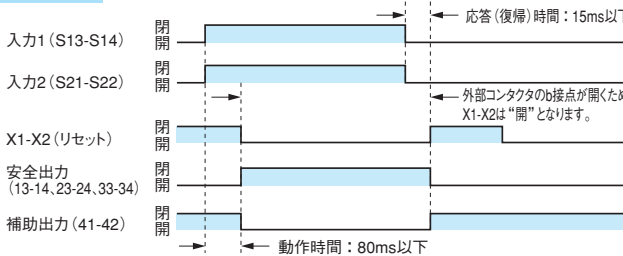 応答(復帰)時間：15ms以下
入力1(S13-S14)
閉
開
入力2(S21-S22)
閉
開
外部コンタクタのb接点が開くため
X1-X2は“開”となります。
X1-X2(リセット)
閉
開
安全出力
(13-14、23-24、33-34)
閉
開
補助出力(41-42)
閉
開
動作時間：80ms以下